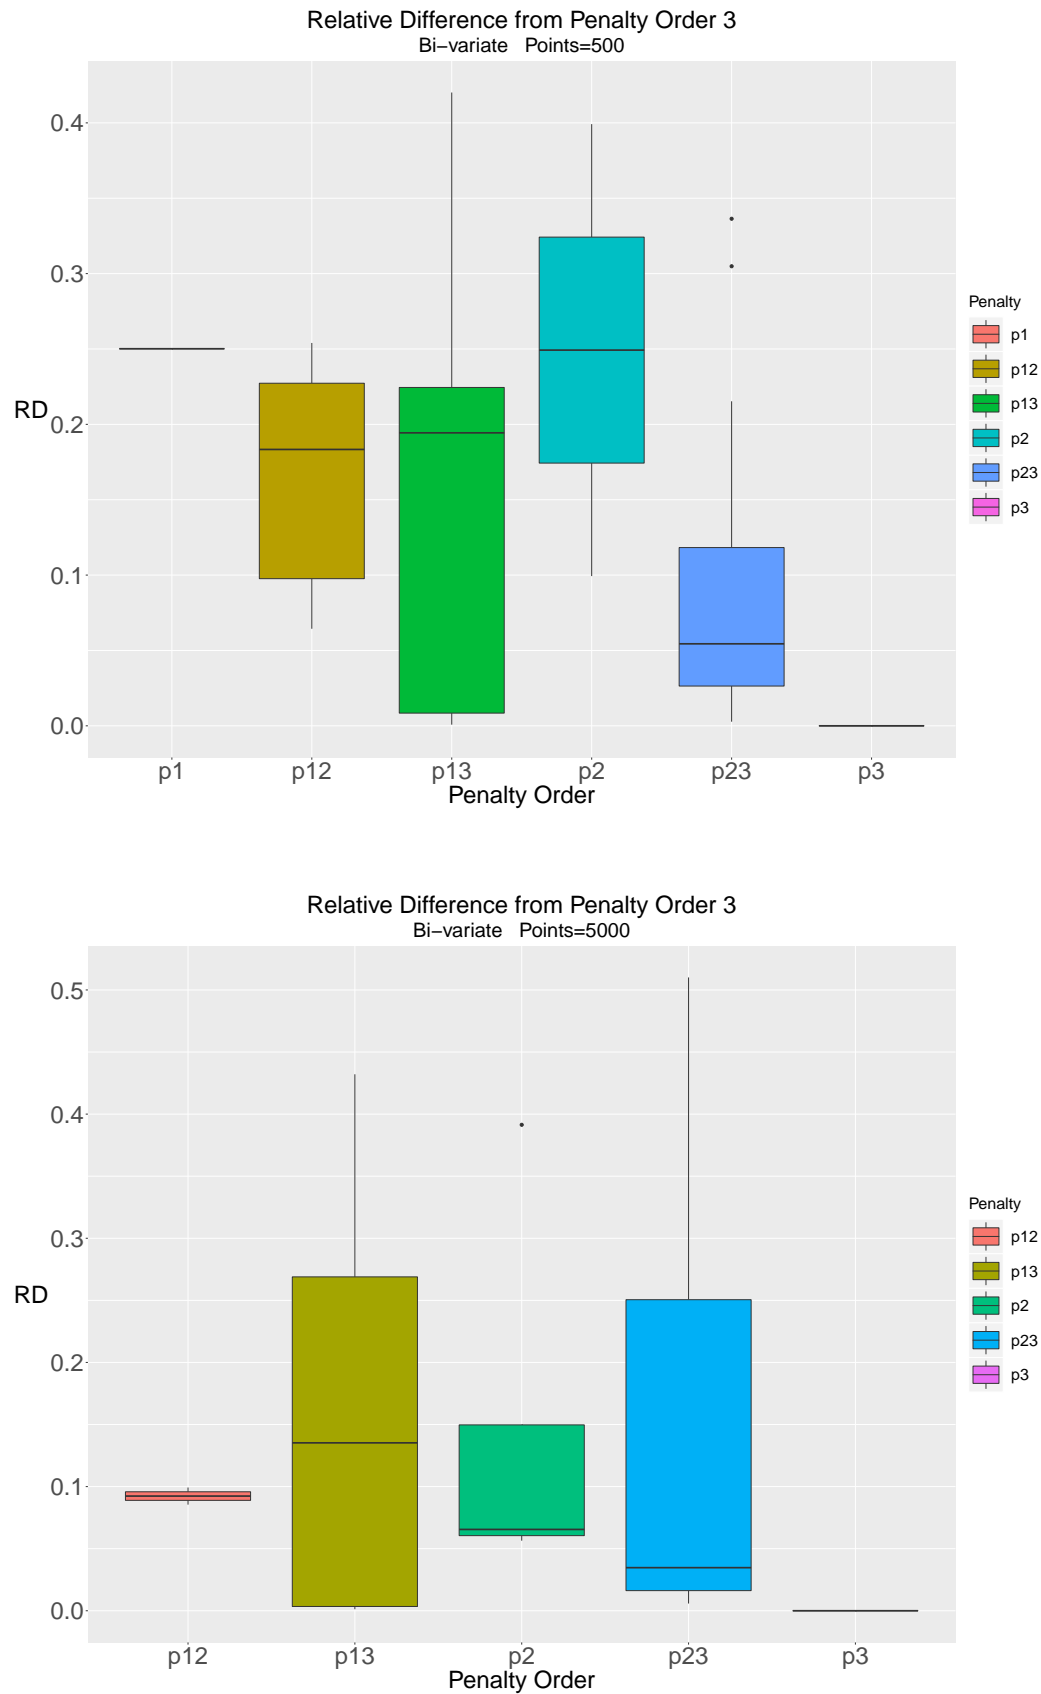 Relative Difference from Penalty Order 3
Bi−variate Points=500
0.4
0.3
RD
0.2
0.1
0.0
p1 p12 p13 p2 p23 p3
Penalty Order
Penalty
p1
p12
p13
p2
p23
p3
Relative Difference from Penalty Order 3
Bi−variate Points=5000
0.5
0.4
0.3
RD
0.2
0.1
0.0
p12 p13 p2 p23 p3
Penalty Order
Penalty
p12
p13
p2
p23
p3